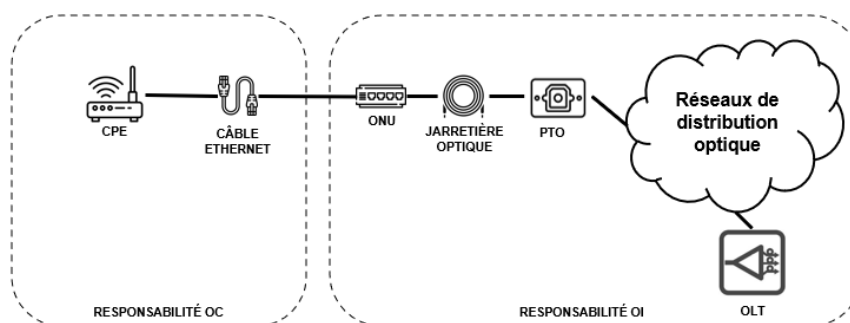 Réseaux de
distribution
optique
CPE
CÂBLE
ETHERNET
ONU
JARRETIÈRE
OPTIQUE
PTO
RESPONSABILITÉ OC
RESPONSABILITÉ OI
OLT